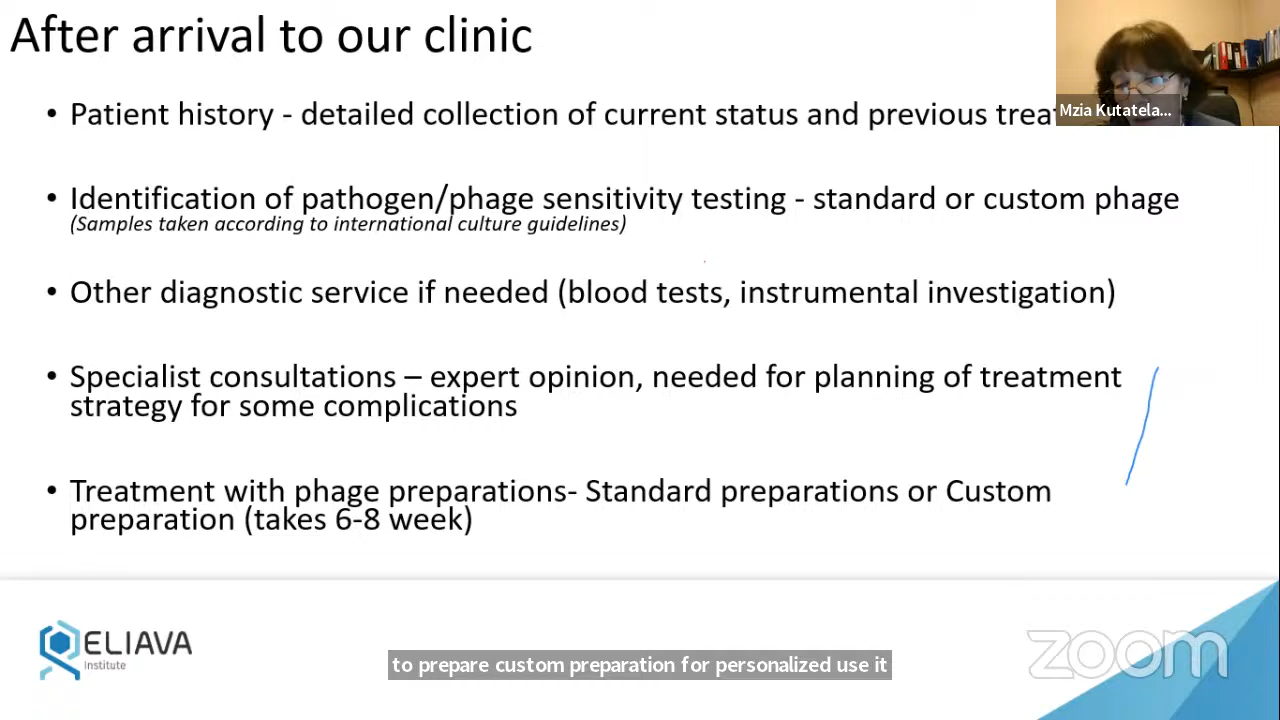 After arrival to our clinic
• Patient history - detailed collection of current status and previous
Mzia Kutatela...
• Identification of pathogen/phage sensitivity testing - standard or custom phage
(Samples taken according to international culture guidelines)
• Other diagnostic service if needed (blood tests, instrumental investigation)
• Specialist consultations – expert opinion, needed for planning of treatment
strategy for some complications
• Treatment with phage preparations- Standard preparations or Custom
preparation (takes 6-8 week)
ELIAVA
Institute
to prepare custom preparation for personalized use it
zoom